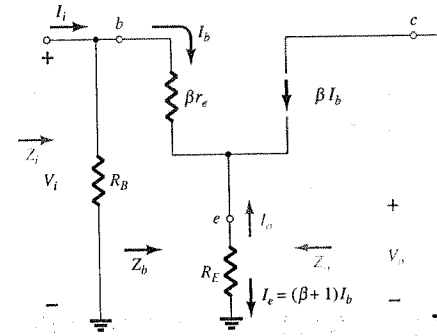 I_i
b
I_b
c
+
βr_e
βI_b
Z_i
V_i
R_B
+
e
I_o
Z_b
R_E
Z_o
V_o
I_e = (β + 1)I_b
−
−